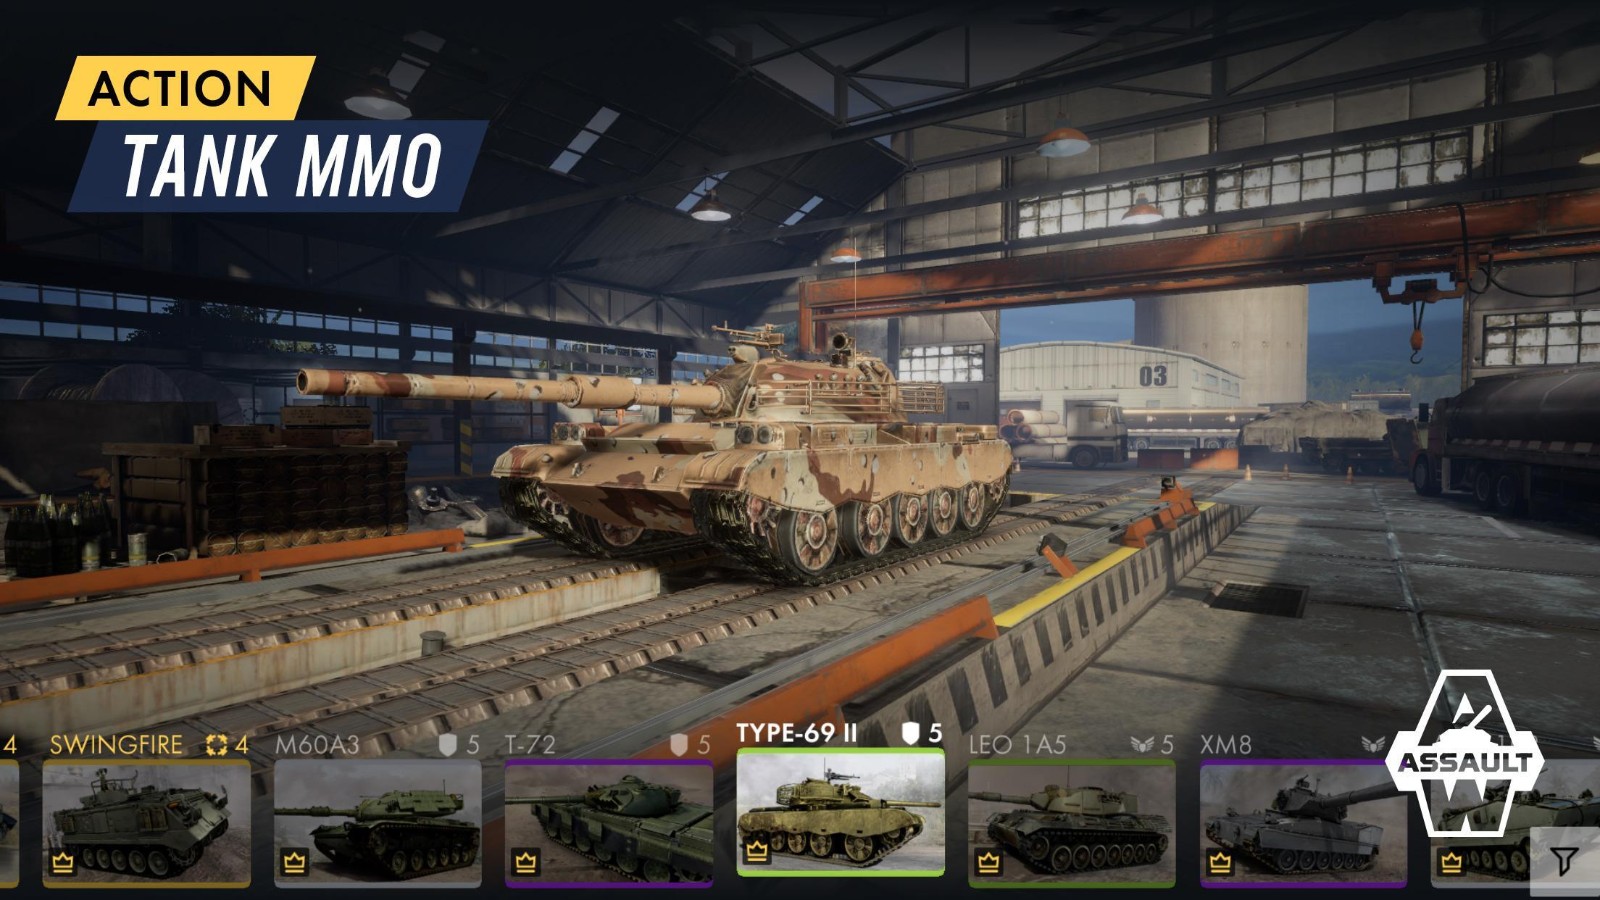 ACTION
TANK MMO
03
4
SWINGFIRE 4
M60A3 5
T-72 5
TYPE-69 II 5
LEO 1A5 5
XM8
ASSAULT